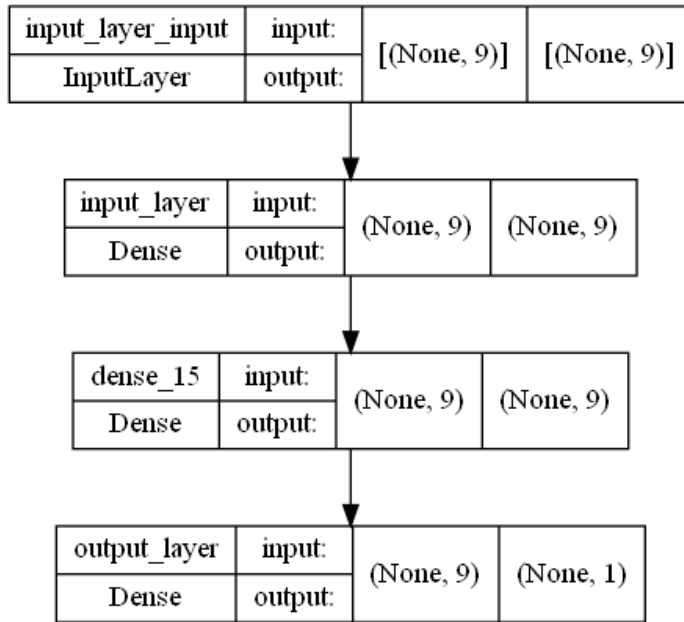 input_layer_input input: [(None, 9)] [(None, 9)]
InputLayer output:
input_layer input: (None, 9) (None, 9)
Dense output:
dense_15 input: (None, 9) (None, 9)
Dense output:
output_layer input: (None, 9) (None, 1)
Dense output: